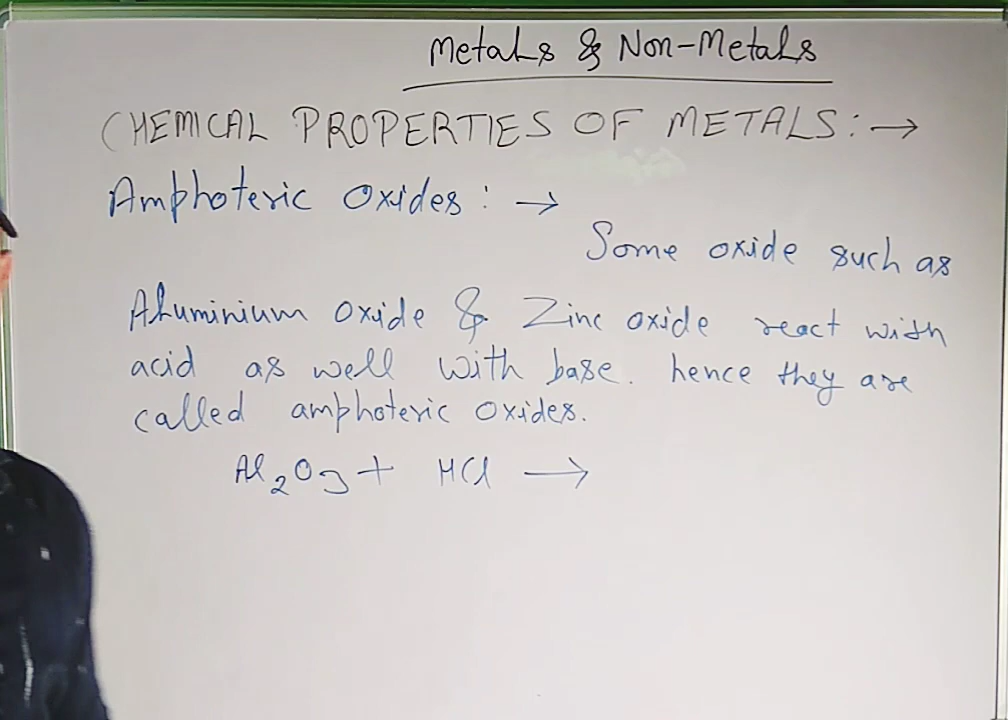 Metals & Non-Metals
CHEMICAL PROPERTIES OF METALS :→
Amphoteric Oxides : →
Some oxide such as
Aluminium oxide & Zinc oxide react with
acid as well with base. hence they are
called amphoteric oxides.
Al₂O₃ + HCl →